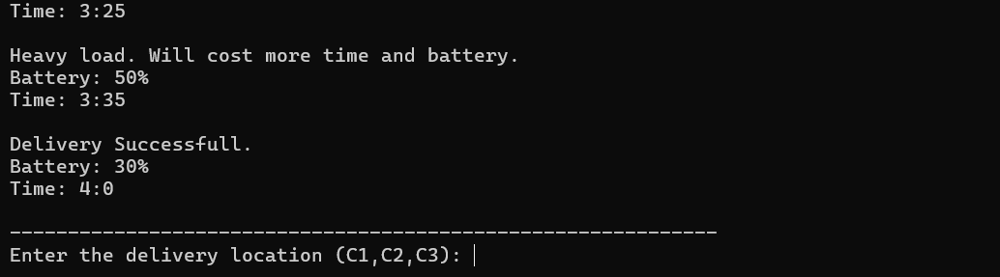 Time: 3:25
Heavy load. Will cost more time and battery.
Battery: 50%
Time: 3:35
Delivery Successfull.
Battery: 30%
Time: 4:0
-------------------------------------------------------------
Enter the delivery location (C1,C2,C3):